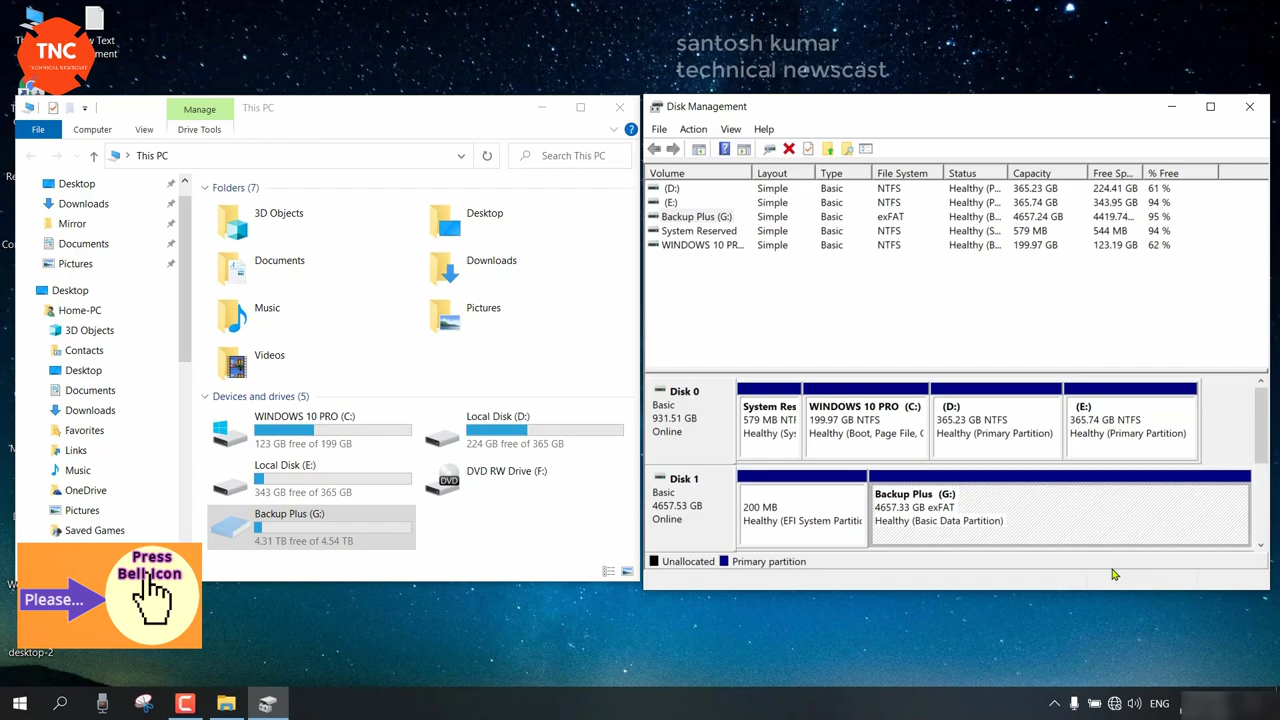 TNC
TECHNICAL NEWSCAST
santosh kumar
technical newscast
Manage
This PC
File
Computer
View
Drive Tools
This PC
Search This PC
Desktop
Downloads
Mirror
Documents
Pictures
Desktop
Home-PC
3D Objects
Contacts
Desktop
Documents
Downloads
Favorites
Links
Music
OneDrive
Pictures
Saved Games
Folders (7)
3D Objects
Desktop
Documents
Downloads
Music
Pictures
Videos
Devices and drives (5)
WINDOWS 10 PRO (C:)
123 GB free of 199 GB
Local Disk (D:)
224 GB free of 365 GB
Local Disk (E:)
343 GB free of 365 GB
DVD RW Drive (F:)
DVD
Backup Plus (G:)
4.31 TB free of 4.54 TB
Disk Management
File Action View Help
Volume Layout Type File System Status Capacity Free Sp... % Free
(D:) Simple Basic NTFS Healthy (P... 365.23 GB 224.41 GB 61 %
(E:) Simple Basic NTFS Healthy (P... 365.74 GB 343.95 GB 94 %
Backup Plus (G:) Simple Basic exFAT Healthy (B... 4657.24 GB 4419.74... 95 %
System Reserved Simple Basic NTFS Healthy (S... 579 MB 544 MB 94 %
WINDOWS 10 PR... Simple Basic NTFS Healthy (B... 199.97 GB 123.19 GB 62 %
Disk 0
Basic
931.51 GB
Online
System Res
579 MB NT
Healthy (Sy
WINDOWS 10 PRO (C:)
199.97 GB NTFS
Healthy (Boot, Page File, C
(D:)
365.23 GB NTFS
Healthy (Primary Partition)
(E:)
365.74 GB NTFS
Healthy (Primary Partition)
Disk 1
Basic
4657.53 GB
Online
200 MB
Healthy (EFI System Partitic
Backup Plus (G:)
4657.33 GB exFAT
Healthy (Basic Data Partition)
Unallocated Primary partition
Press
Bell Icon
Please...
desktop-2
ENG